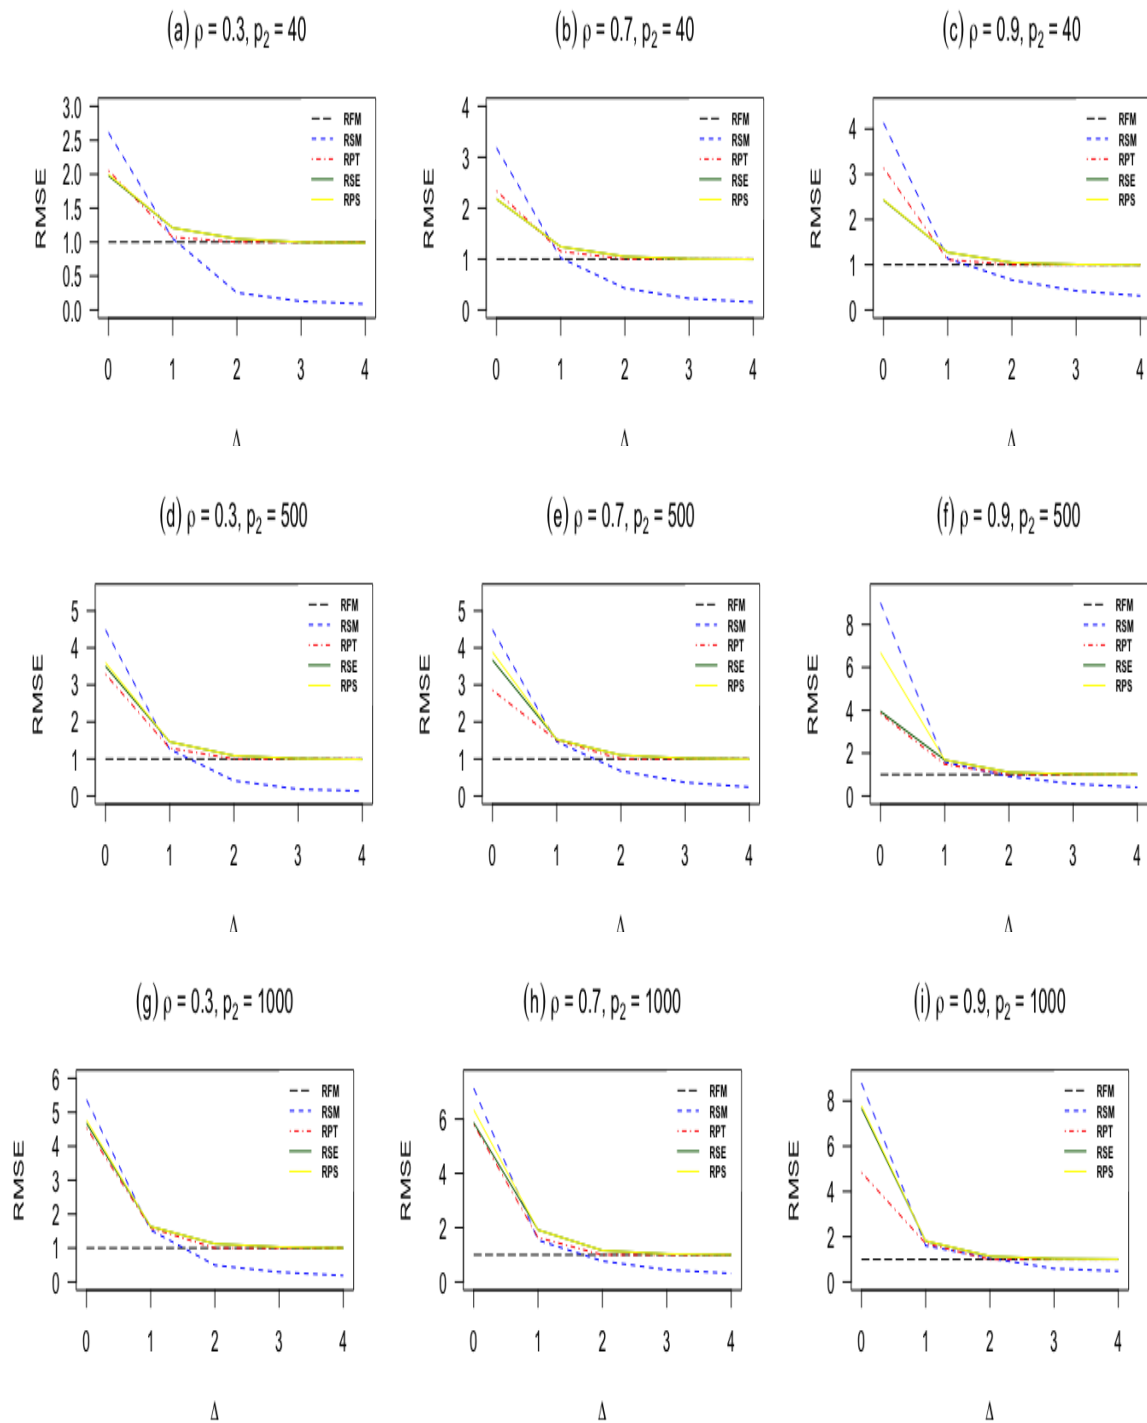 (a) ρ = 0.3, p₂ = 40
RMSE
3.0
2.5
2.0
1.5
1.0
0.5
0.0
RFM
RSM
RPT
RSE
RPS
0 1 2 3 4
Δ
(b) ρ = 0.7, p₂ = 40
RMSE
4
3
2
1
0
RFM
RSM
RPT
RSE
RPS
0 1 2 3 4
Δ
(c) ρ = 0.9, p₂ = 40
RMSE
4
3
2
1
0
RFM
RSM
RPT
RSE
RPS
0 1 2 3 4
Δ
(d) ρ = 0.3, p₂ = 500
RMSE
5
4
3
2
1
0
RFM
RSM
RPT
RSE
RPS
0 1 2 3 4
Δ
(e) ρ = 0.7, p₂ = 500
RMSE
5
4
3
2
1
0
RFM
RSM
RPT
RSE
RPS
0 1 2 3 4
Δ
(f) ρ = 0.9, p₂ = 500
RMSE
8
6
4
2
0
RFM
RSM
RPT
RSE
RPS
0 1 2 3 4
Δ
(g) ρ = 0.3, p₂ = 1000
RMSE
6
5
4
3
2
1
0
RFM
RSM
RPT
RSE
RPS
0 1 2 3 4
Δ
(h) ρ = 0.7, p₂ = 1000
RMSE
6
4
2
0
RFM
RSM
RPT
RSE
RPS
0 1 2 3 4
Δ
(i) ρ = 0.9, p₂ = 1000
RMSE
8
6
4
2
0
RFM
RSM
RPT
RSE
RPS
0 1 2 3 4
Δ